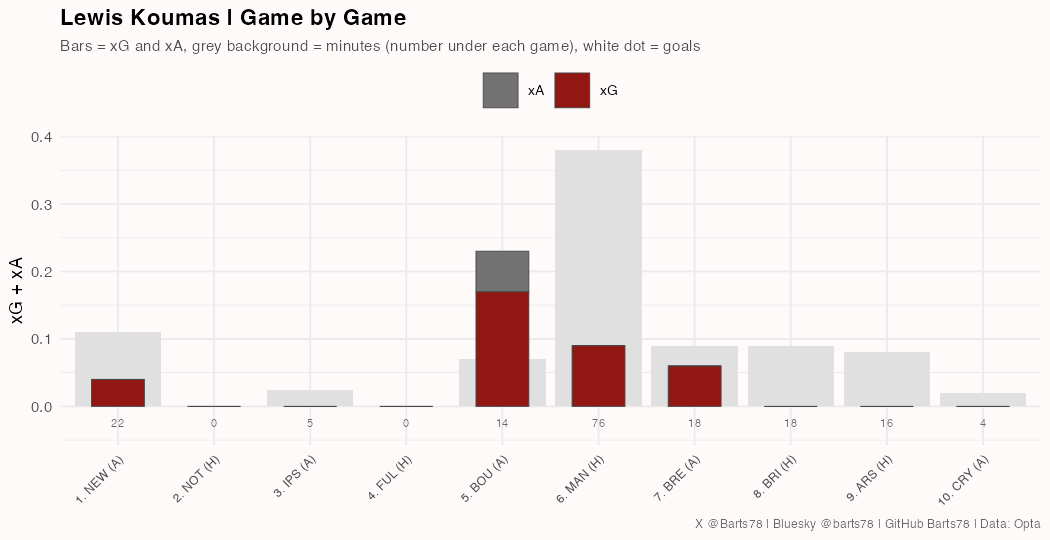 Lewis Koumas | Game by Game
Bars = xG and xA, grey background = minutes (number under each game), white dot = goals
xA xG
xG + xA
0.4
0.3
0.2
0.1
0.0
22 0 5 0 14 76 18 18 16 4
1. NEW (A) 2. NOT (H) 3. IPS (A) 4. FUL (H) 5. BOU (A) 6. MAN (H) 7. BRE (A) 8. BRI (H) 9. ARS (H) 10. CRY (A)
X @Barts78 | Bluesky @barts78 | GitHub Barts78 | Data: Opta